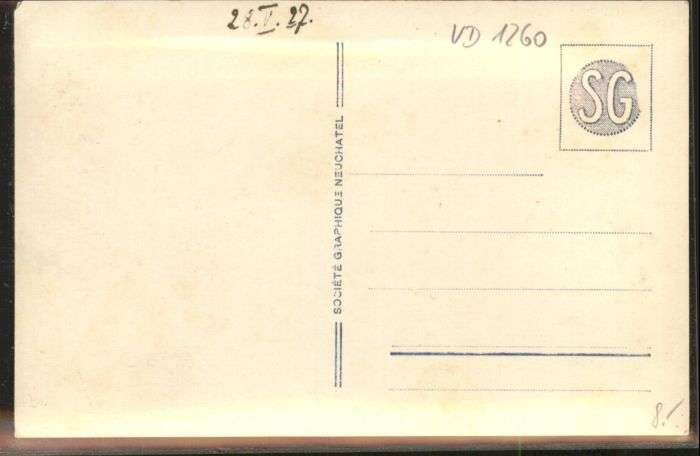 28.V.27.
VD 1260
SG
SOCIÉTÉ GRAPHIQUE NEUCHATEL
8.-